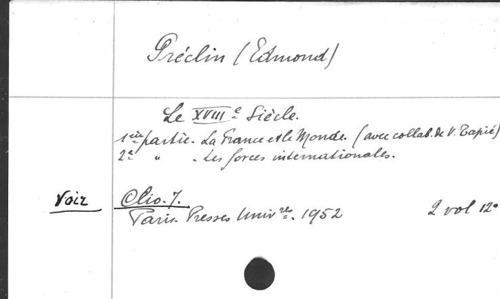 Préclin (Edmond)
Le XVIIIe Siècle.
1ère partie. La France et le Monde. (avec collab. de V. Tapié)
2e " . Les forces internationales.
Voir Clio. 7.
Paris. Presses Univres. 1952 2 vol 12°